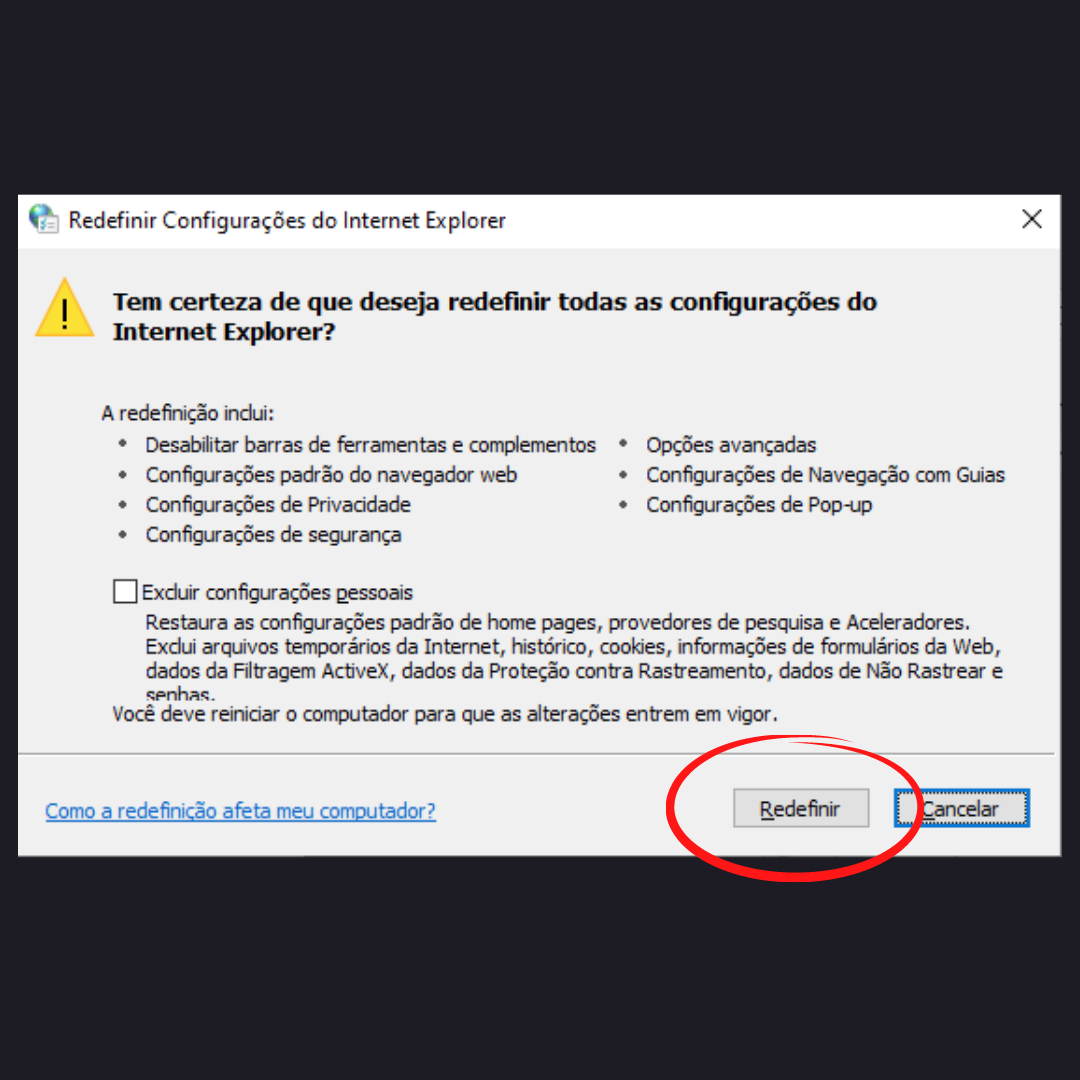 Redefinir Configurações do Internet Explorer
Tem certeza de que deseja redefinir todas as configurações do
Internet Explorer?
A redefinição inclui:
• Desabilitar barras de ferramentas e complementos
• Configurações padrão do navegador web
• Configurações de Privacidade
• Configurações de segurança
• Opções avançadas
• Configurações de Navegação com Guias
• Configurações de Pop-up
Excluir configurações pessoais
Restaura as configurações padrão de home pages, provedores de pesquisa e Aceleradores.
Exclui arquivos temporários da Internet, histórico, cookies, informações de formulários da Web,
dados da Filtragem ActiveX, dados da Proteção contra Rastreamento, dados de Não Rastrear e
senhas.
Você deve reiniciar o computador para que as alterações entrem em vigor.
Como a redefinição afeta meu computador?
Redefinir
Cancelar